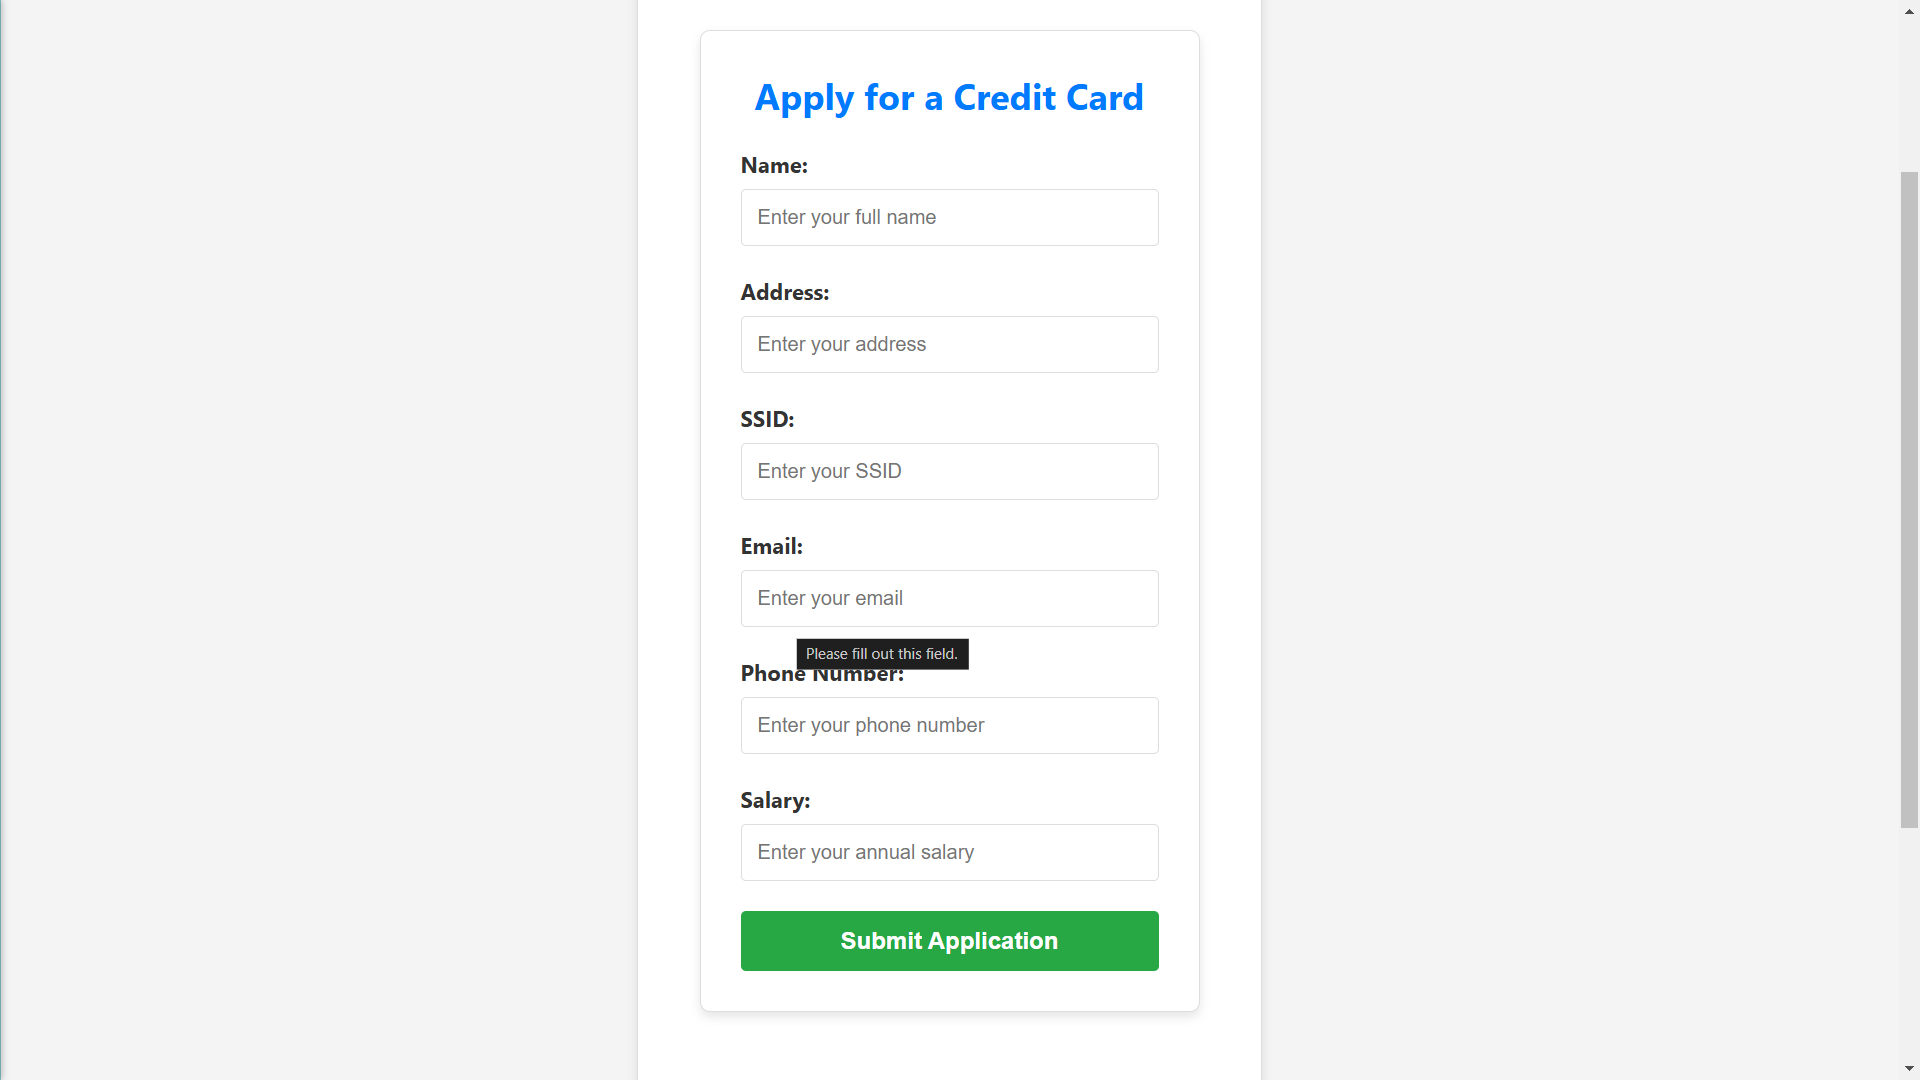 Apply for a Credit Card
Name:
Enter your full name
Address:
Enter your address
SSID:
Enter your SSID
Email:
Enter your email
Please fill out this field.
Phone Number:
Enter your phone number
Salary:
Enter your annual salary
Submit Application